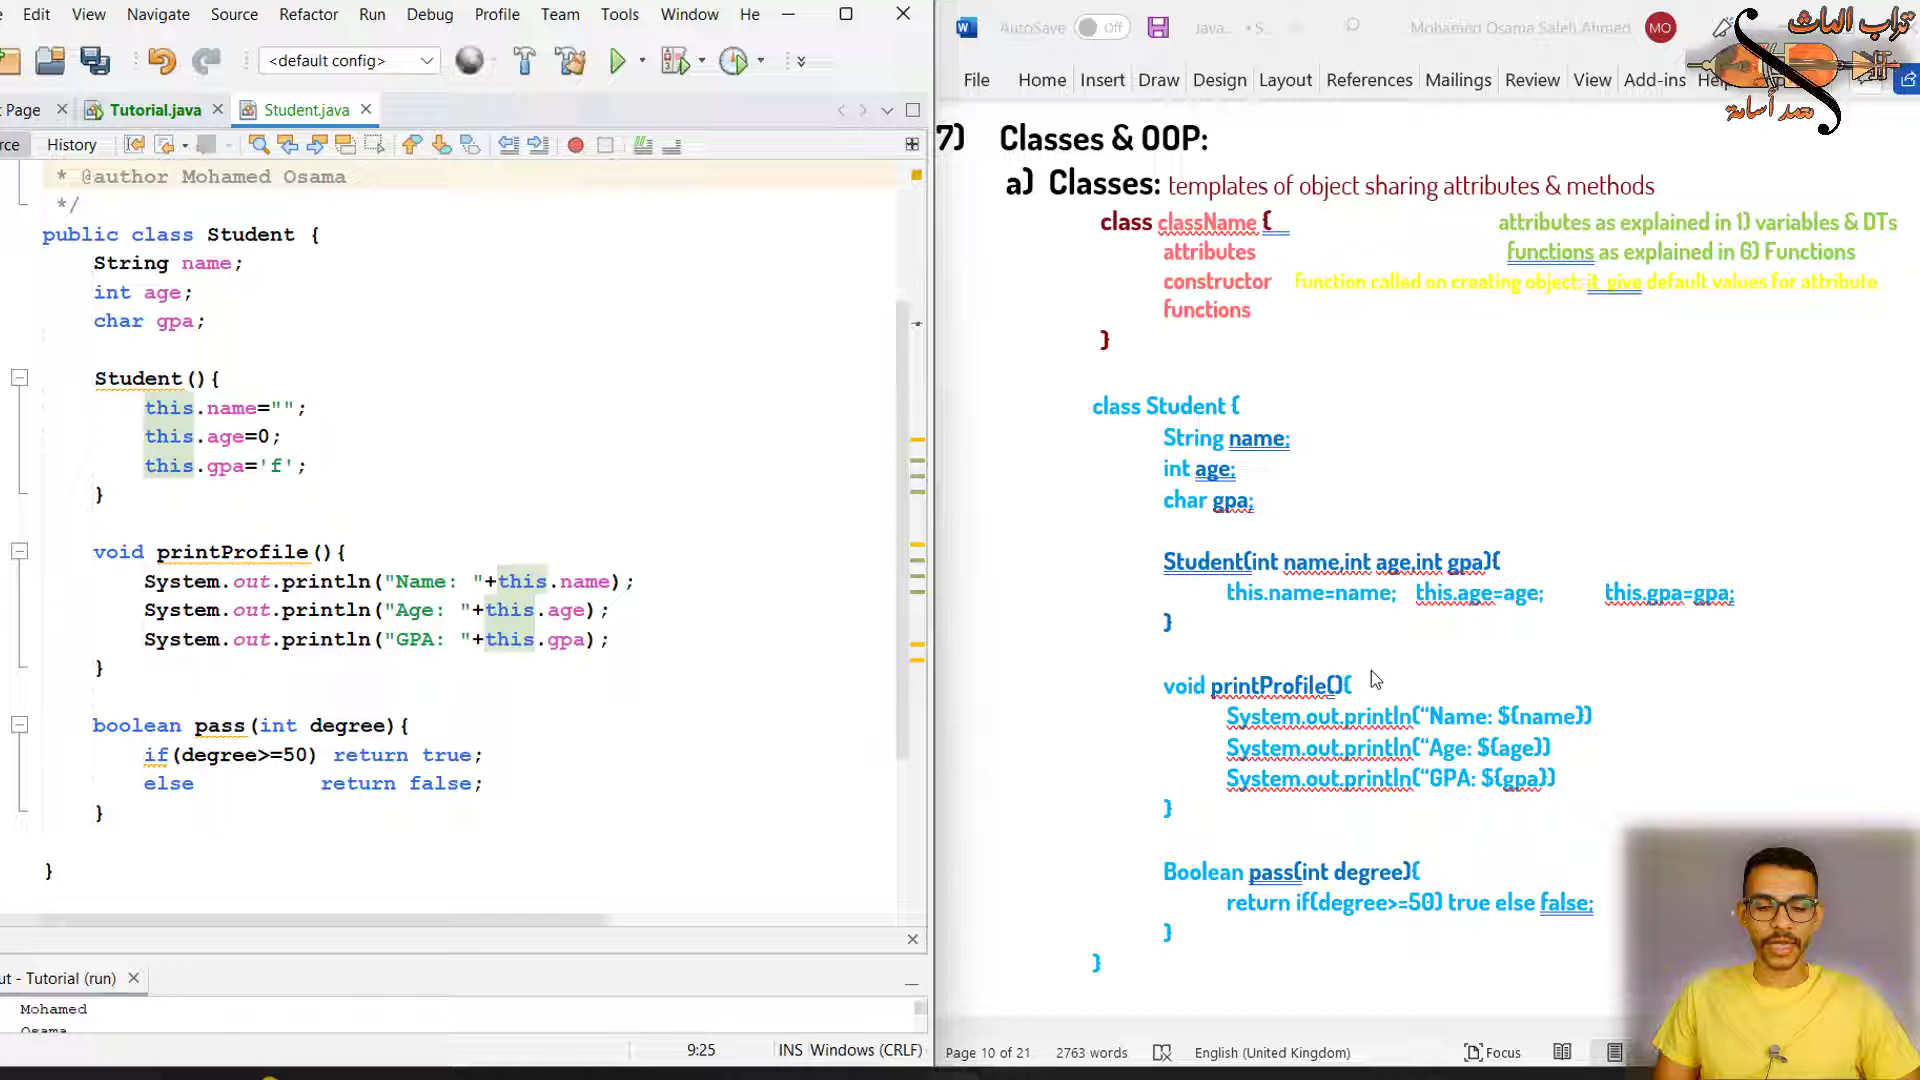 Edit View Navigate Source Refactor Run Debug Profile Team Tools Window He
<default config>
Page Tutorial.java Student.java
rce History
* @author Mohamed Osama
*/
public class Student {
String name;
int age;
char gpa;
Student(){
this.name="";
this.age=0;
this.gpa='f';
}
void printProfile(){
System.out.println("Name: "+this.name);
System.out.println("Age: "+this.age);
System.out.println("GPA: "+this.gpa);
}
boolean pass(int degree){
if(degree>=50) return true;
else return false;
}
}
ut - Tutorial (run)
Mohamed
Osama
9:25 INS Windows (CRLF)
AutoSave Off Java... • S... Mohamed Osama Saleh Ahmed MO
تراب الماث
محمد أسامة
File Home Insert Draw Design Layout References Mailings Review View Add-ins Help
7) Classes & OOP:
a) Classes: templates of object sharing attributes & methods
class className { attributes as explained in 1) variables & DTs
attributes functions as explained in 6) Functions
constructor function called on creating object; it give default values for attribute
functions
}
class Student {
String name;
int age;
char gpa;
Student(int name,int age,int gpa){
this.name=name; this.age=age; this.gpa=gpa;
}
void printProfile(){
System.out.println("Name: ${name})
System.out.println("Age: ${age})
System.out.println("GPA: ${gpa})
}
Boolean pass(int degree){
return if(degree>=50) true else false;
}
}
Page 10 of 21 2763 words English (United Kingdom) Focus